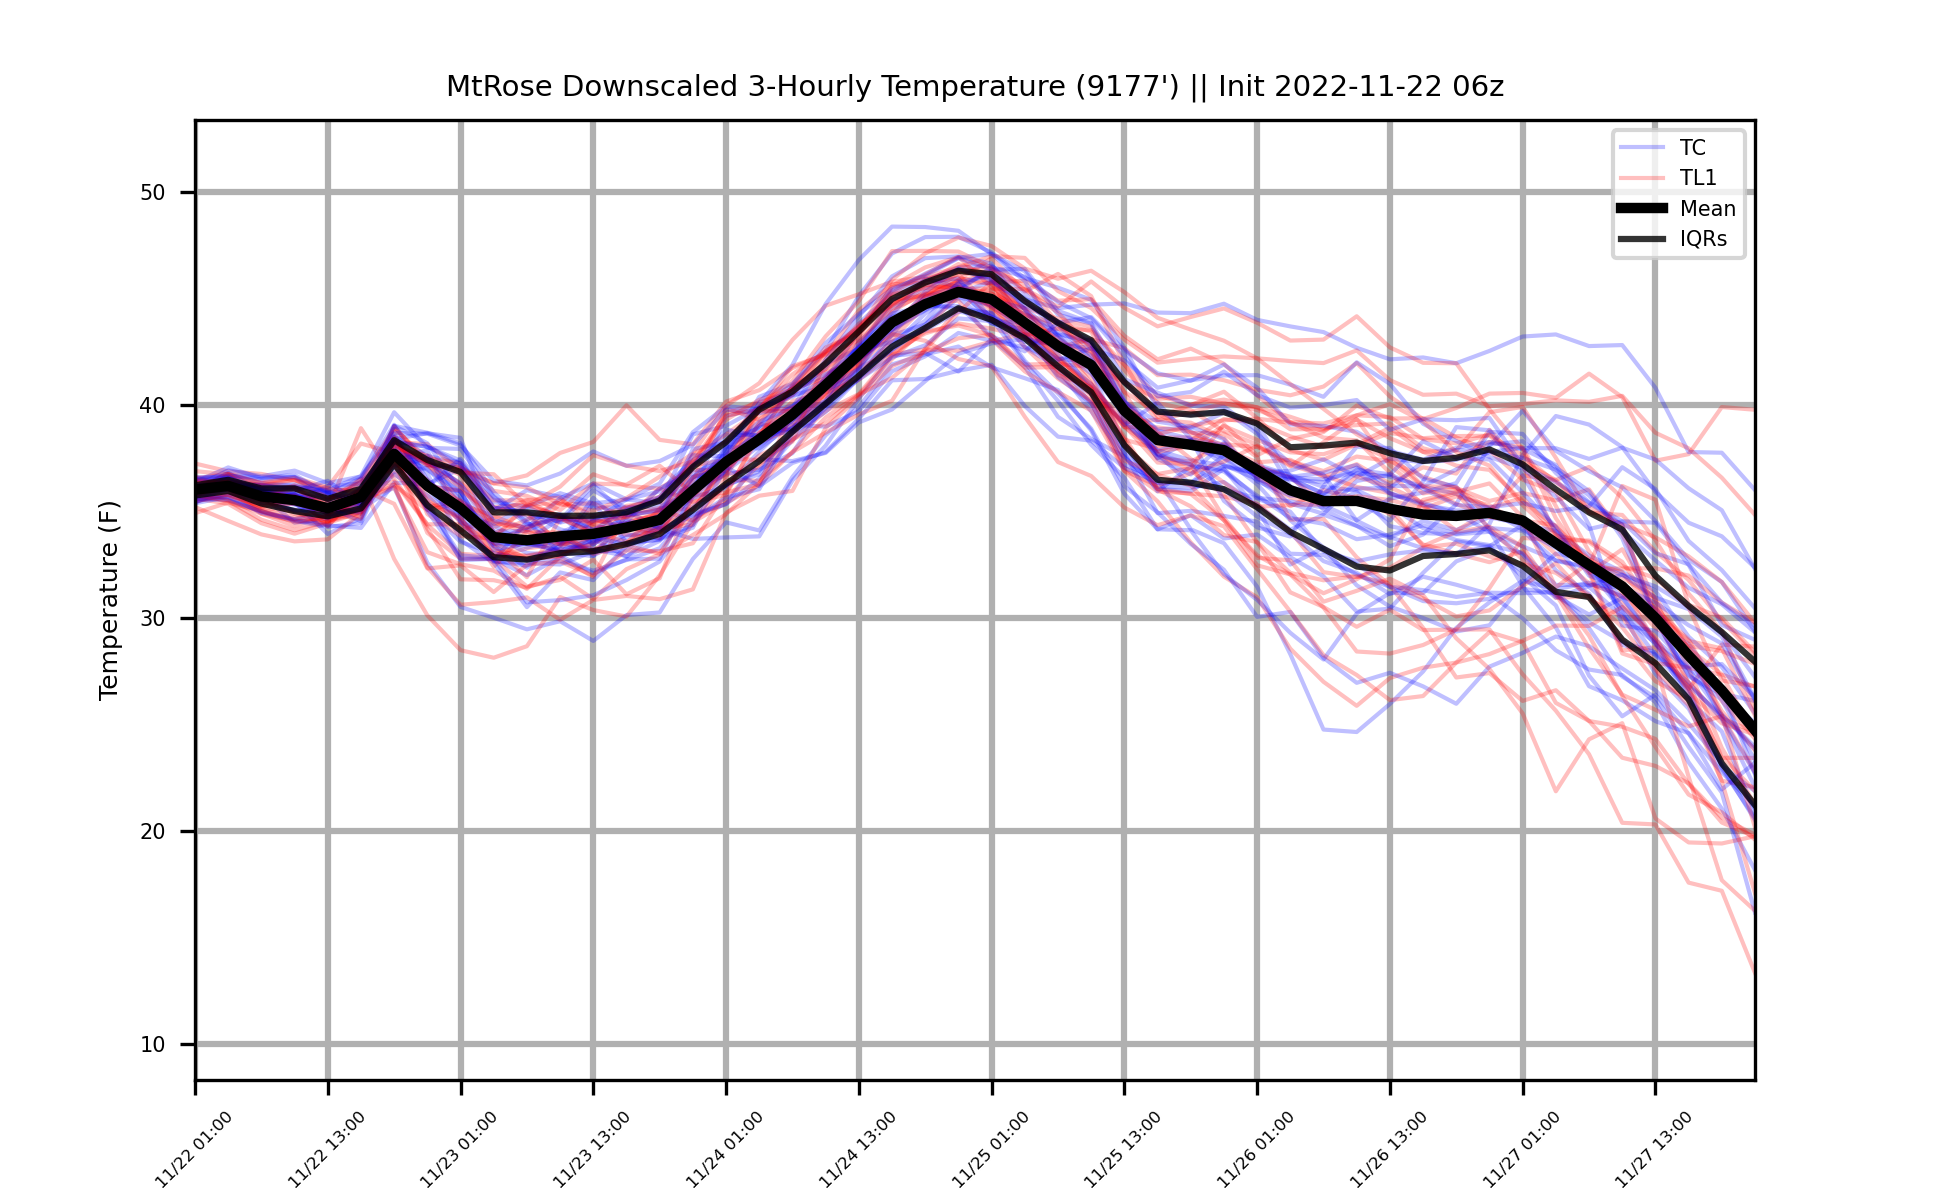 MtRose Downscaled 3-Hourly Temperature (9177') || Init 2022-11-22 06z
TC
TL1
Mean
IQRs
Temperature (F)
50
40
30
20
10
11/22 01:00
11/22 13:00
11/23 01:00
11/23 13:00
11/24 01:00
11/24 13:00
11/25 01:00
11/25 13:00
11/26 01:00
11/26 13:00
11/27 01:00
11/27 13:00